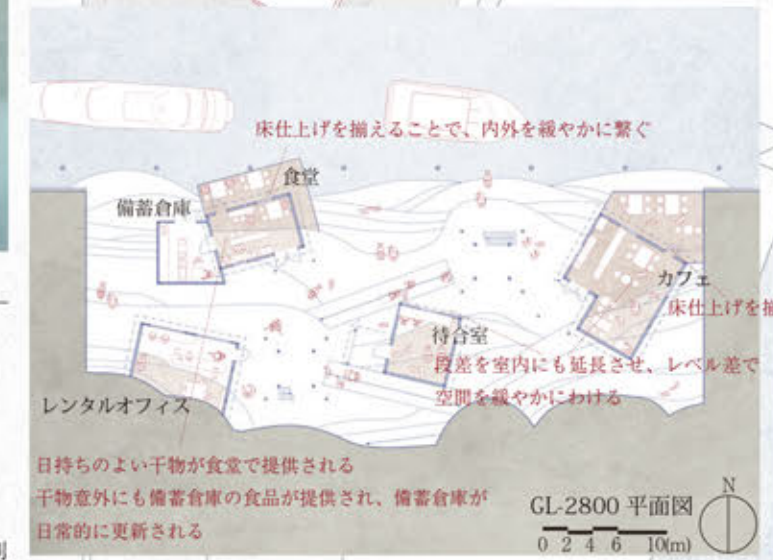 床仕上げを揃えることで、内外を緩やかに繋ぐ
食堂
備蓄倉庫
カフェ
床仕上げを揃
待合室
段差を室内にも延長させ、レベル差で
空間を緩やかにわける
レンタルオフィス
日持ちのよい干物が食堂で提供される
干物意外にも備蓄倉庫の食品が提供され、備蓄倉庫が
日常的に更新される
GL-2800 平面図
N
0 2 4 6 10(m)